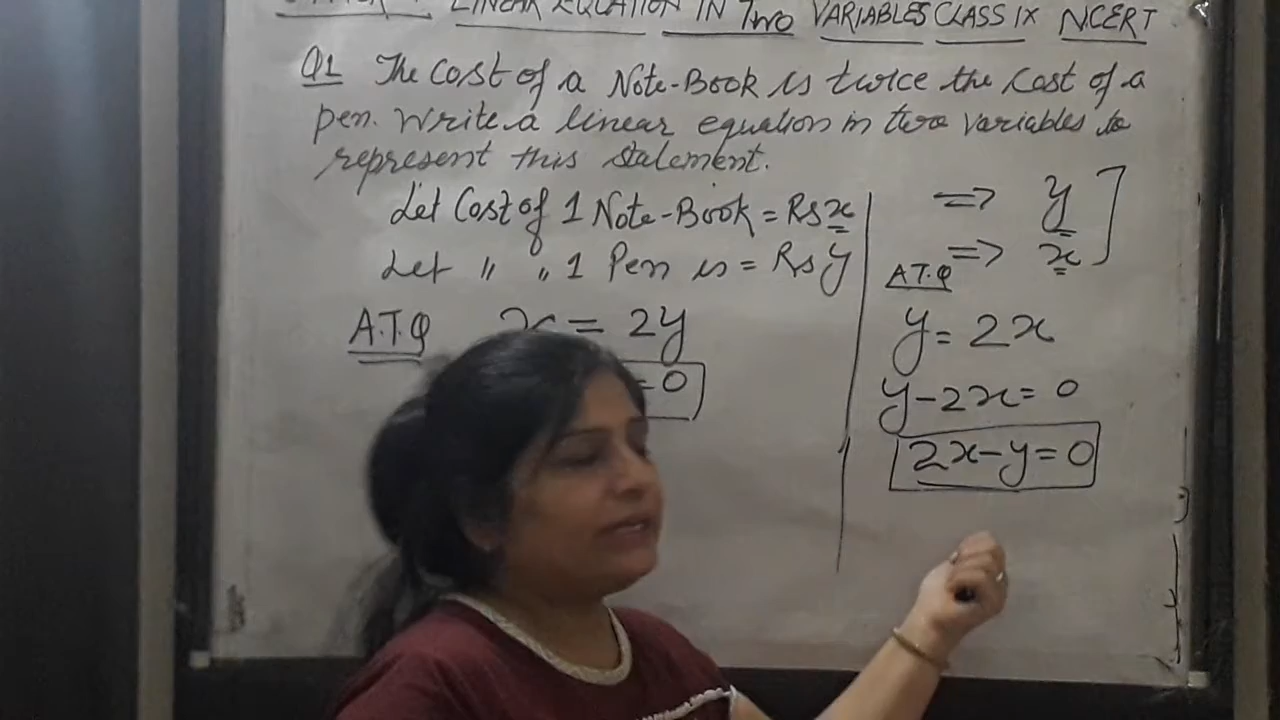 LINEAR EQUATION IN TWO VARIABLES CLASS IX NCERT
Q1 The Cost of a Note-Book is twice the Cost of a
pen. Write a linear equation in two variables to
represent this statement.
Let Cost of 1 Note-Book = Rs x
Let " " 1 Pen is = Rs y
A.T.Q x = 2y
= 0
=> y
=> x
A.T.Q
y = 2x
y - 2x = 0
2x - y = 0